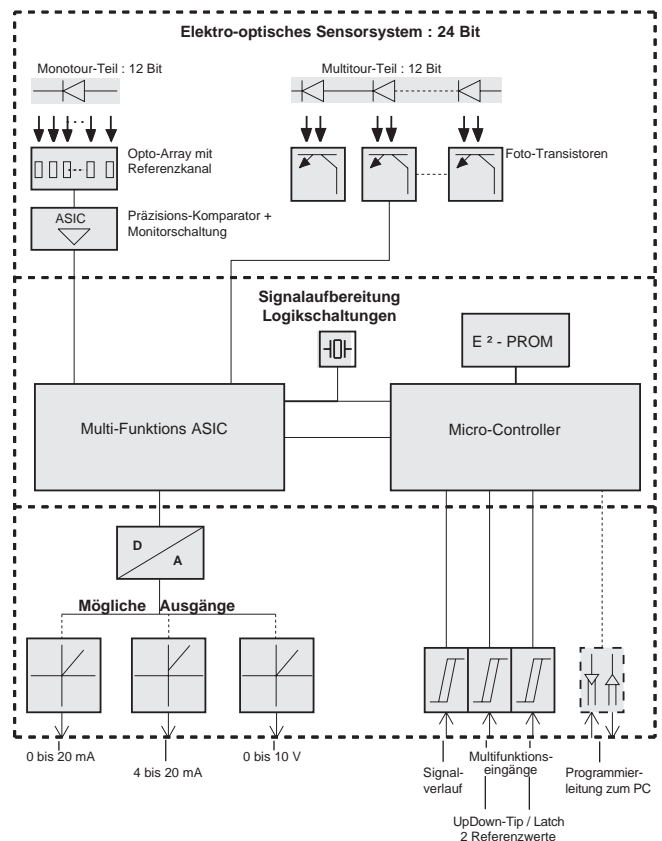 Elektro-optisches Sensorsystem : 24 Bit
Monotour-Teil : 12 Bit
Multitour-Teil : 12 Bit
Opto-Array mit
Referenzkanal
Foto-Transistoren
ASIC
Präzisions-Komparator +
Monitorschaltung
Signalaufbereitung
Logikschaltungen
E ² - PROM
Multi-Funktions ASIC
Micro-Controller
D
A
Mögliche Ausgänge
0 bis 20 mA
4 bis 20 mA
0 bis 10 V
Signal-
verlauf
Multifunktions-
eingänge
Programmier-
leitung zum PC
UpDown-Tip / Latch
2 Referenzwerte